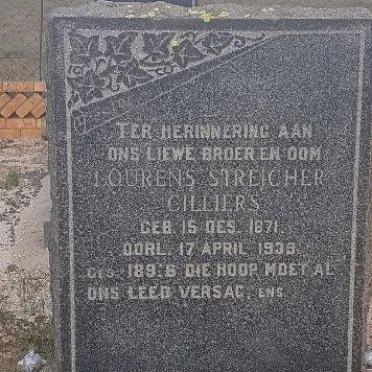 TER HERINNERING AAN
ONS LIEWE BROER EN OOM
LOURENS STREICHER
CILLIERS
GEB. 15 DES. 1871.
OORL. 17 APRIL 1939.
GES. 189:6 DIE HOOP MOET AL
ONS LEED VERSAG, ENS.